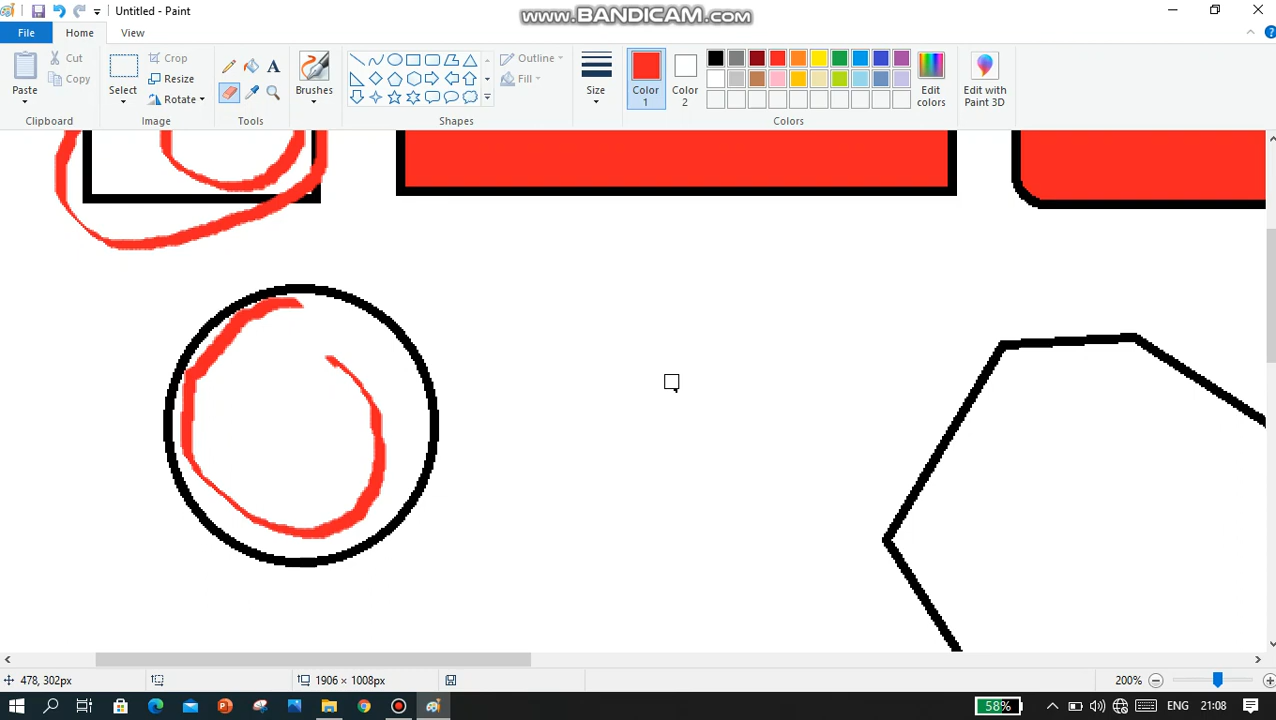 Untitled - Paint
www.BANDICAM.com
File
Home
View
Paste
Cut
Copy
Clipboard
Select
Crop
Resize
Rotate
Image
Tools
Brushes
Shapes
Outline
Fill
Size
Color 1
Color 2
Colors
Edit colors
Edit with Paint 3D
478, 302px
1906 × 1008px
200%
58%
ENG
21:08